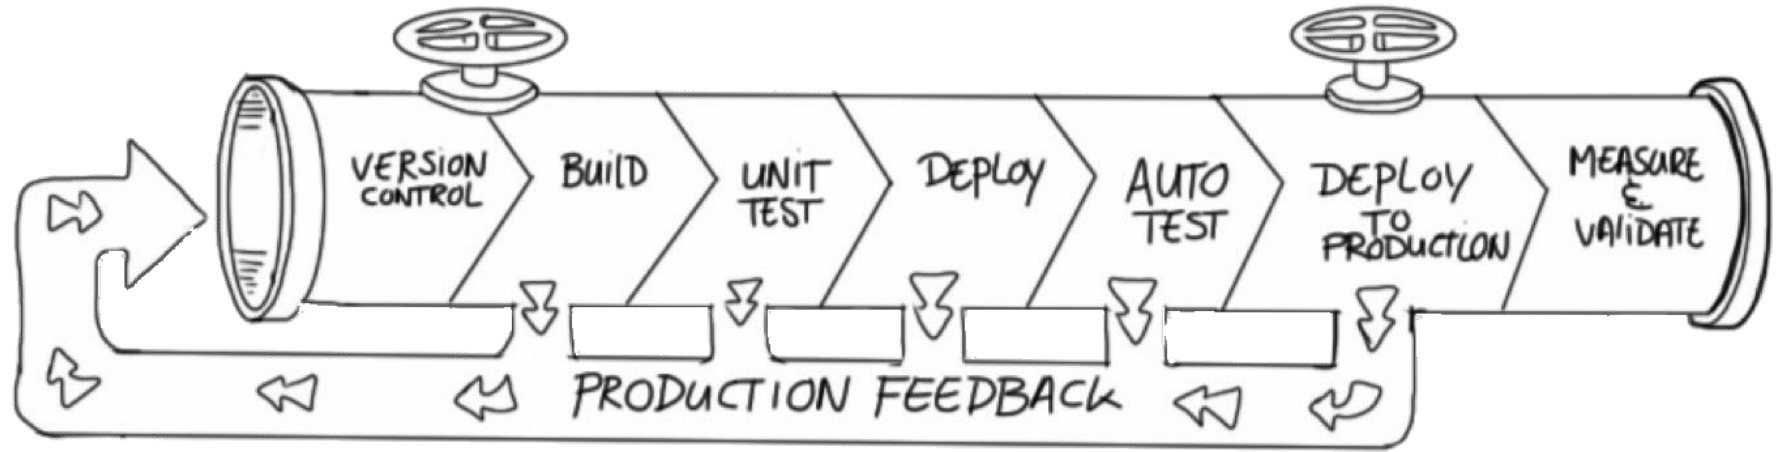 VERSION
CONTROL
BUILD
UNIT
TEST
DEPLOY
AUTO
TEST
DEPLOY
TO
PRODUCTION
MEASURE
&
VALIDATE
PRODUCTION FEEDBACK